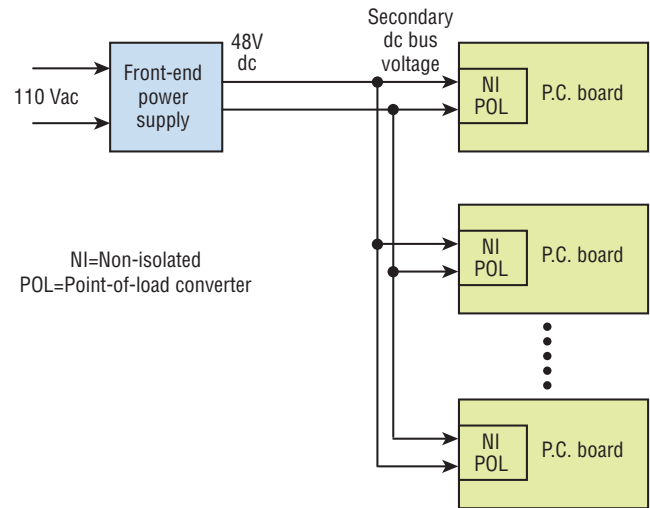 Secondary
dc bus
voltage
48V
dc
Front-end
power
supply
110 Vac
NI
POL
P.C. board
NI
POL
P.C. board
NI=Non-isolated
POL=Point-of-load converter
NI
POL
P.C. board